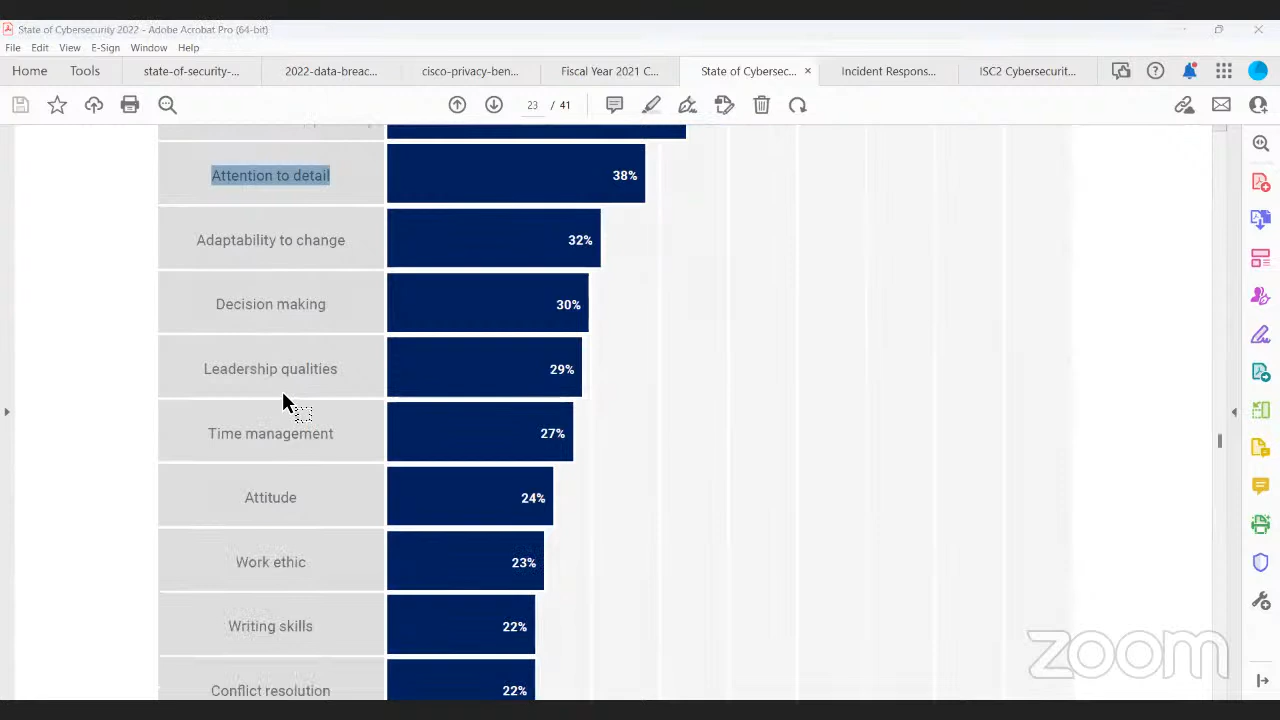 State of Cybersecurity 2022 - Adobe Acrobat Pro (64-bit)
File Edit View E-Sign Window Help
Home Tools state-of-security-... 2022-data-breac... cisco-privacy-ben... Fiscal Year 2021 C... State of Cybersec... × Incident Respons... ISC2 Cybersecurit...
23 / 41
Attention to detail 38%
Adaptability to change 32%
Decision making 30%
Leadership qualities 29%
Time management 27%
Attitude 24%
Work ethic 23%
Writing skills 22%
Conflict resolution 22%
zoom